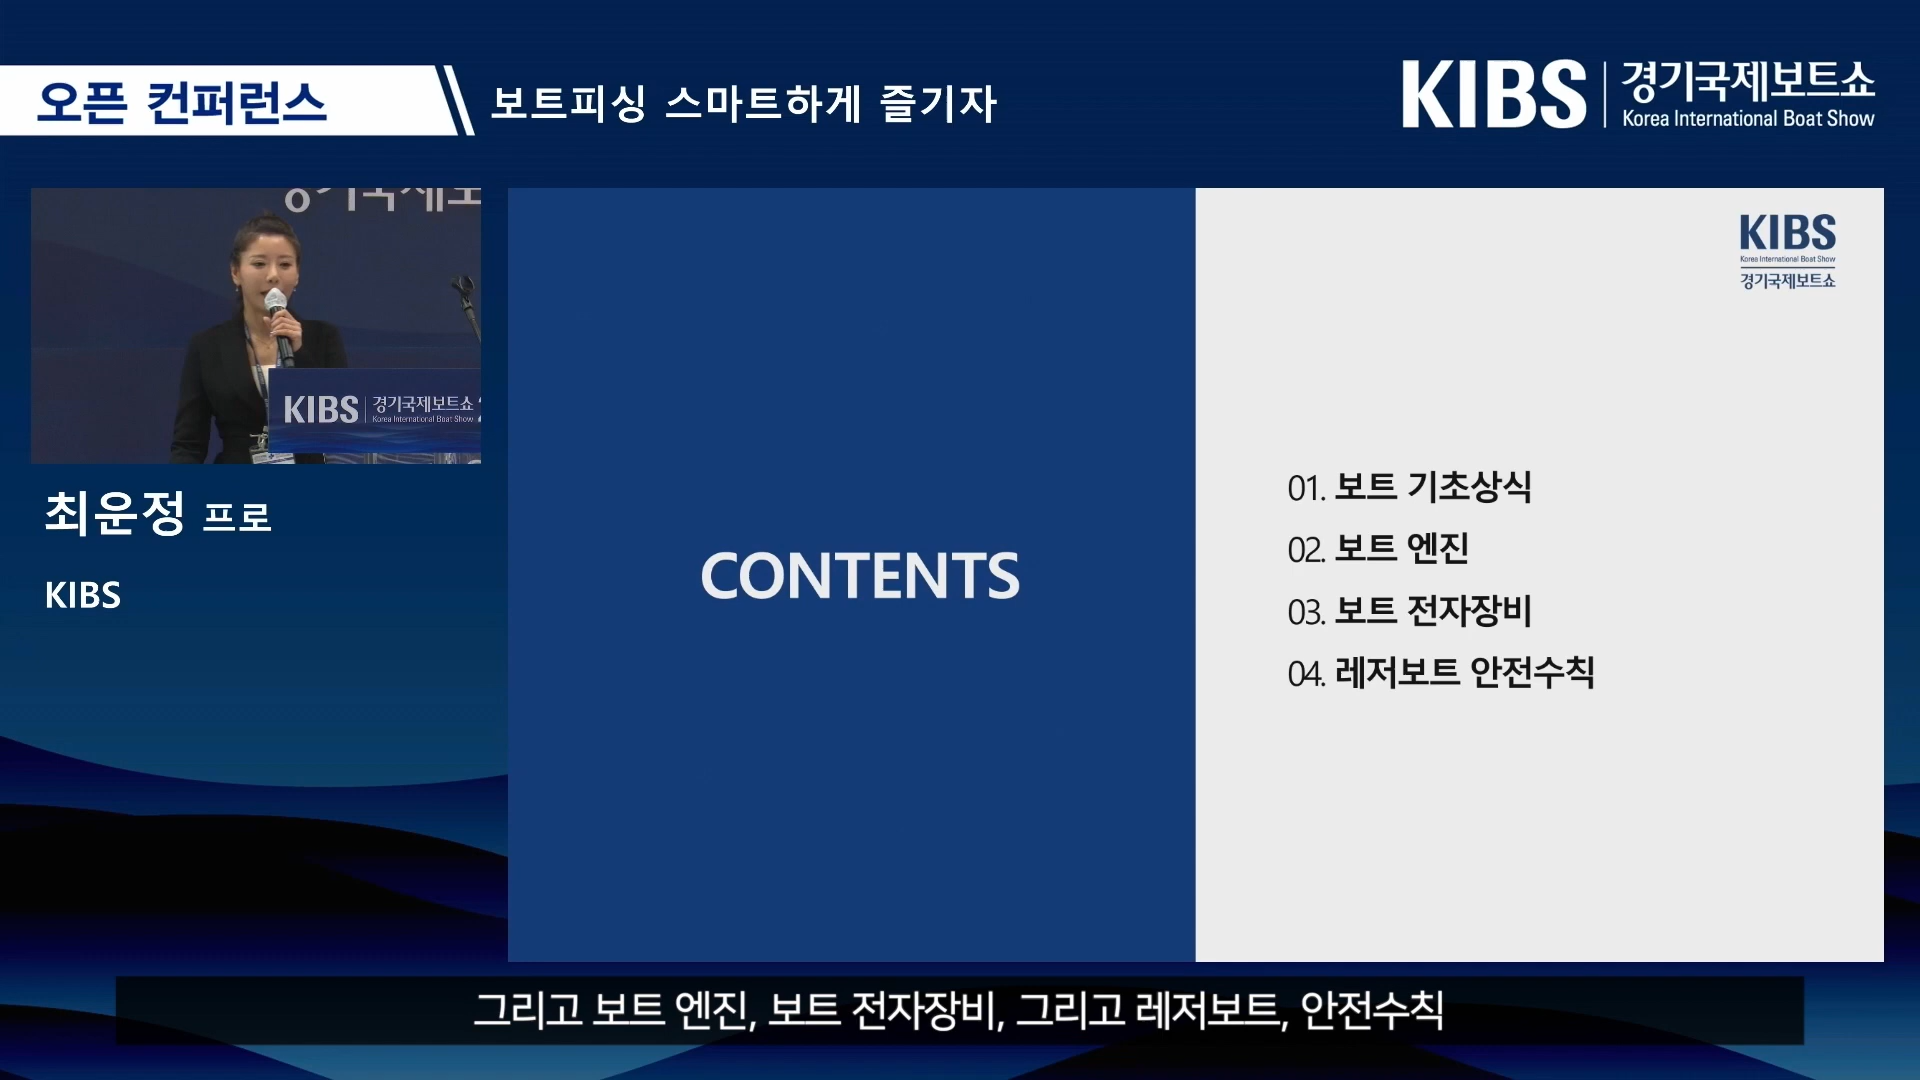 오픈 컨퍼런스
보트피싱 스마트하게 즐기자
KIBS 경기국제보트쇼
Korea International Boat Show
KIBS 경기국제보트쇼
Korea International Boat Show
최운정 프로
KIBS
CONTENTS
KIBS
Korea International Boat Show
경기국제보트쇼
01. 보트 기초상식
02. 보트 엔진
03. 보트 전자장비
04. 레저보트 안전수칙
그리고 보트 엔진, 보트 전자장비, 그리고 레저보트, 안전수칙